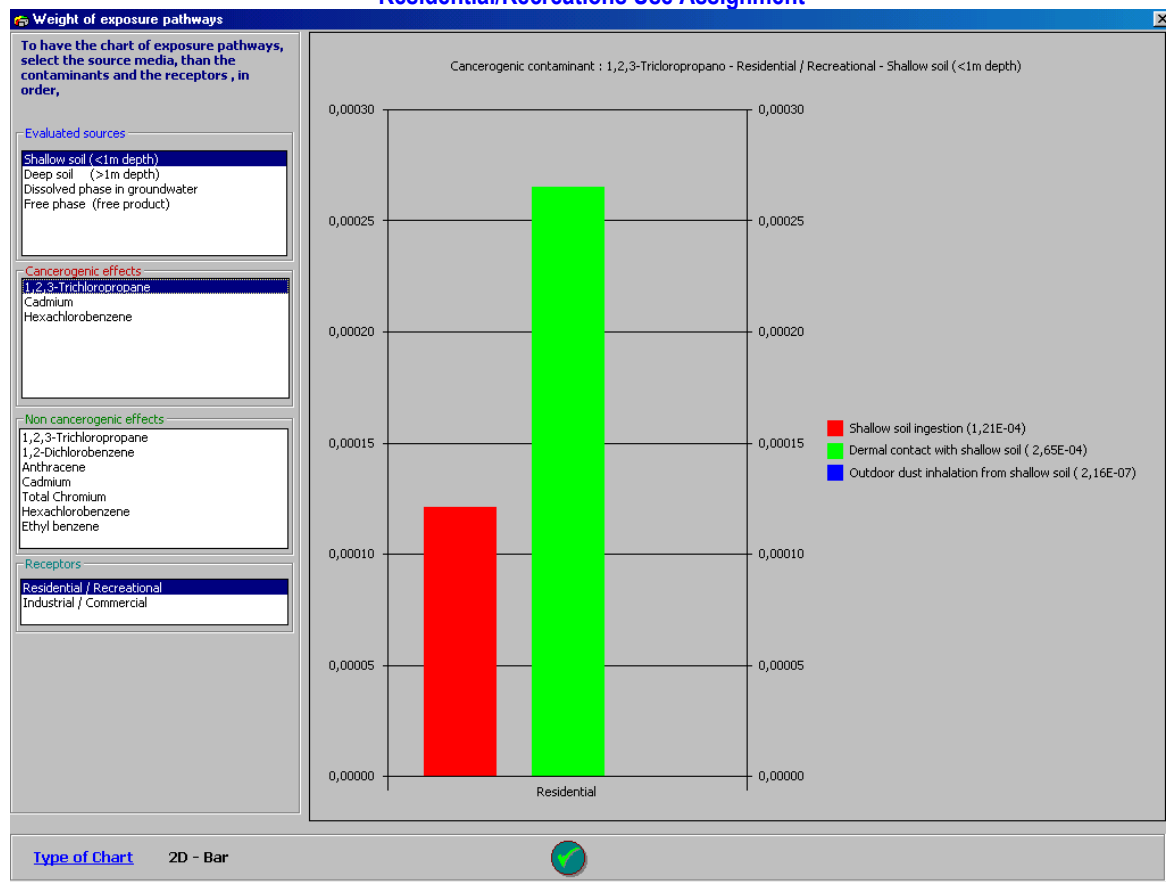 Residential/Recreations Use Assignment
Weight of exposure pathways
To have the chart of exposure pathways,
select the source media, than the
contaminants and the receptors , in
order,
Evaluated sources
Shallow soil (<1m depth)
Deep soil (>1m depth)
Dissolved phase in groundwater
Free phase (free product)
Cancerogenic effects
1,2,3-Trichloropropane
Cadmium
Hexachlorobenzene
Non cancerogenic effects
1,2,3-Trichloropropane
1,2-Dichlorobenzene
Anthracene
Cadmium
Total Chromium
Hexachlorobenzene
Ethyl benzene
Receptors
Residential / Recreational
Industrial / Commercial
Cancerogenic contaminant : 1,2,3-Tricloropropano - Residential / Recreational - Shallow soil (<1m depth)
0,00030 0,00030
0,00025 0,00025
0,00020 0,00020
0,00015 0,00015
0,00010 0,00010
0,00005 0,00005
0,00000 0,00000
Residential
Shallow soil ingestion (1,21E-04)
Dermal contact with shallow soil ( 2,65E-04)
Outdoor dust inhalation from shallow soil ( 2,16E-07)
Type of Chart 2D - Bar